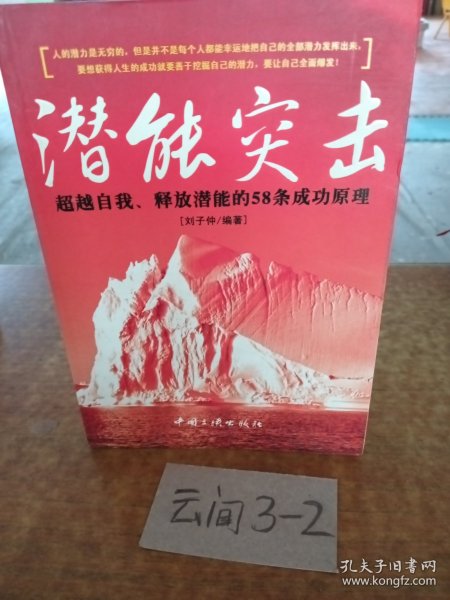 人的潜力是无穷的，但是并不是每个人都能幸运地把自己的全部潜力发挥出来，
要想获得人生的成功就要善于挖掘自己的潜力，要让自己全面爆发！
潜能突击
超越自我、释放潜能的58条成功原理
[刘子仲/编著]
中国三峡出版社
云间3-2
孔夫子旧书网
www.kongfz.com